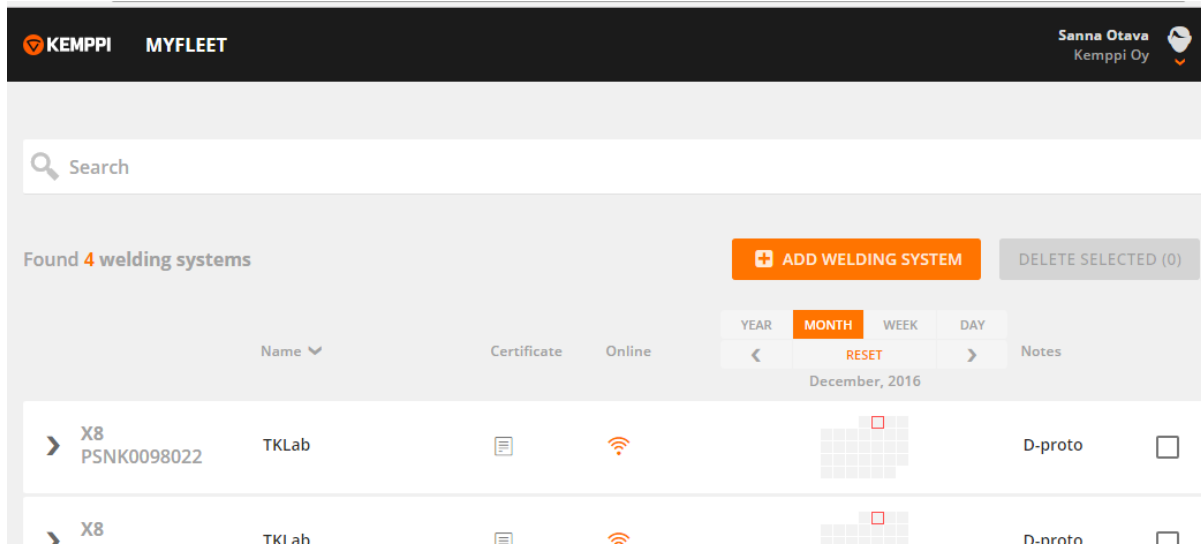 KEMPPI MYFLEET
Sanna Otava
Kemppi Oy
Search
Found 4 welding systems
ADD WELDING SYSTEM
DELETE SELECTED (0)
YEAR MONTH WEEK DAY
Name Certificate Online RESET Notes
December, 2016
X8
PSNK0098022
TKLab
D-proto
X8
TKLab
D-proto